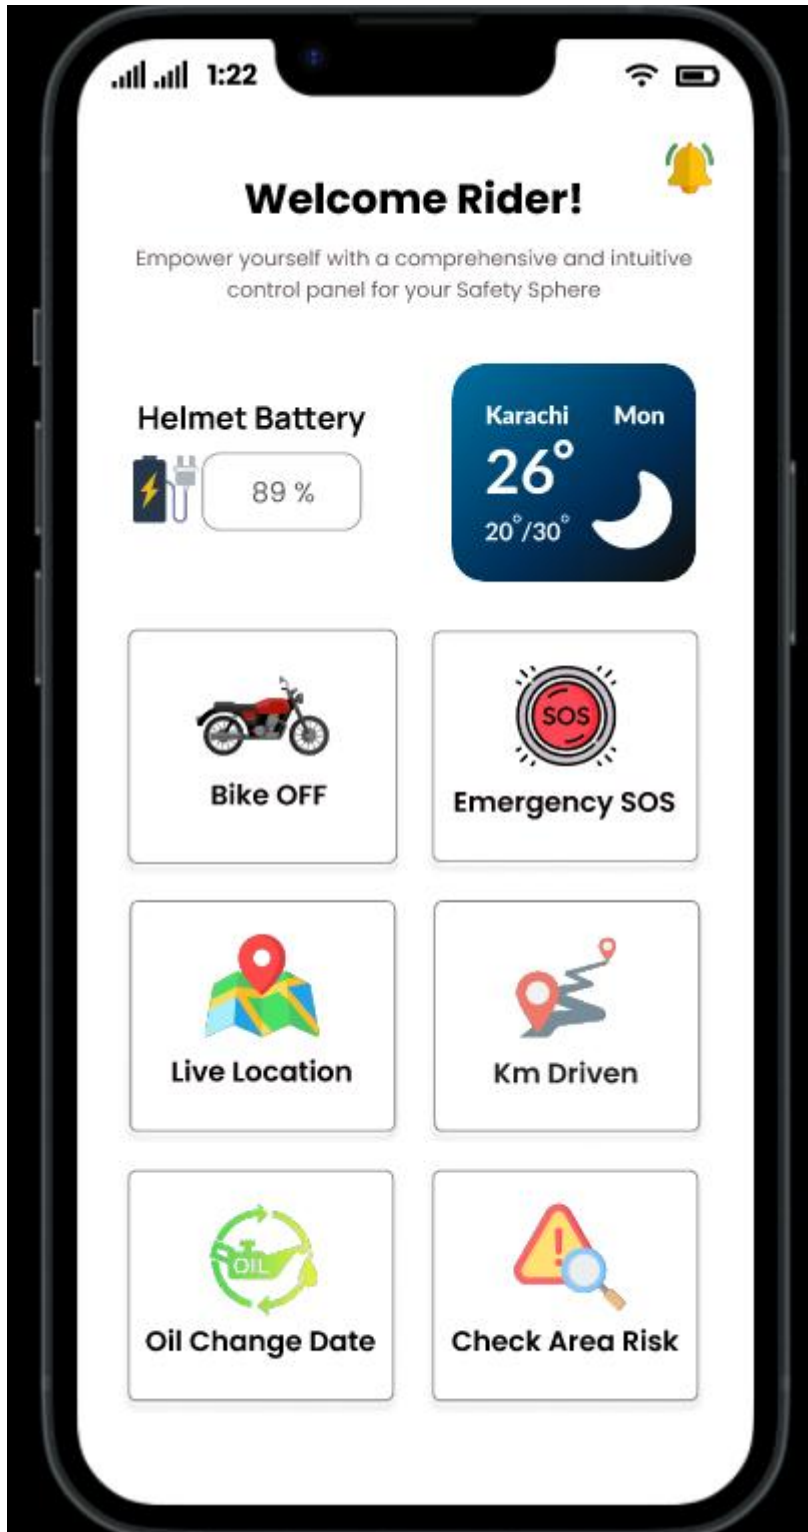 1:22
Welcome Rider!
Empower yourself with a comprehensive and intuitive
control panel for your Safety Sphere
Helmet Battery
89 %
Karachi Mon
26°
20°/30°
Bike OFF
SOS
Emergency SOS
Live Location
Km Driven
OIL
Oil Change Date
Check Area Risk